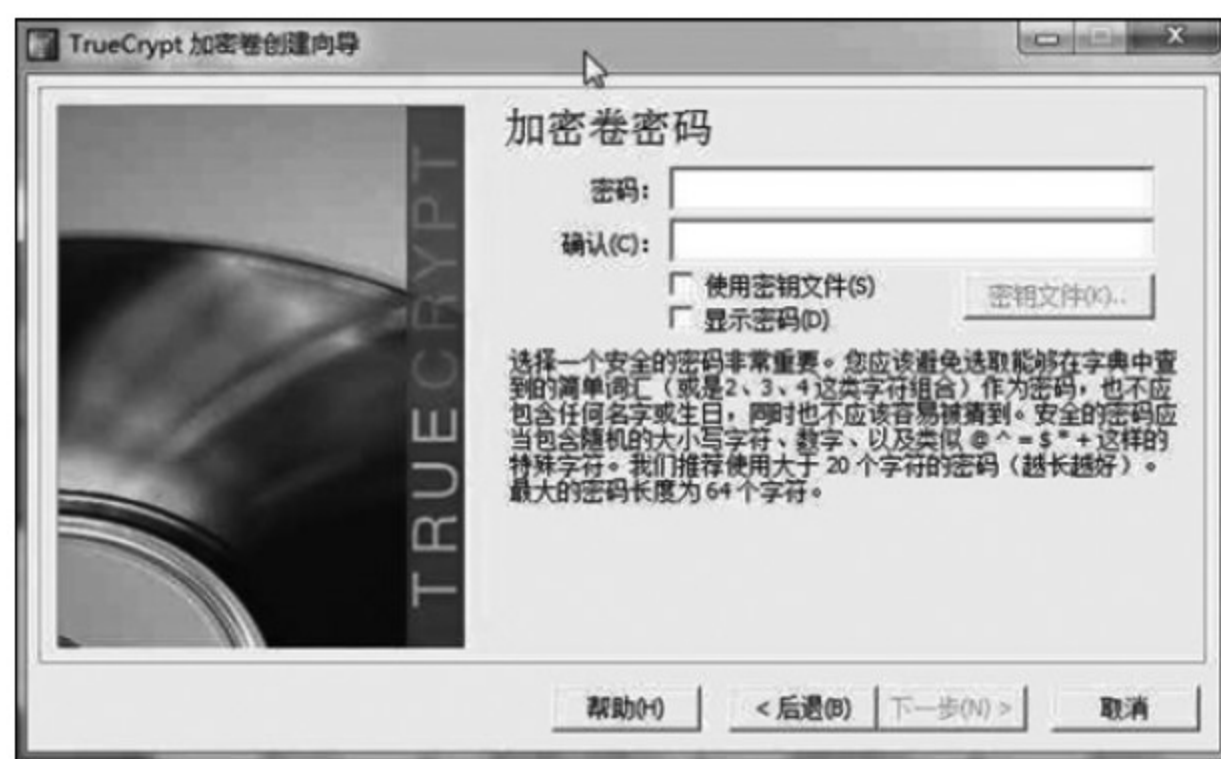 TrueCrypt 加密卷创建向导
TRUECRYPT
加密卷密码
密码:
确认(C):
使用密钥文件(S)
密钥文件(K)..
显示密码(D)
选择一个安全的密码非常重要。您应该避免选取能够在字典中查
到的简单词汇（或是2、3、4这类字符组合）作为密码，也不应
包含任何名字或生日，同时也不应该容易被猜到。安全的密码应
当包含随机的大小写字符、数字、以及类似 @ ^ = $ * + 这样的
特殊字符。我们推荐使用大于 20 个字符的密码（越长越好）。
最大的密码长度为 64 个字符。
帮助(H)
< 后退(B)
下一步(N) >
取消